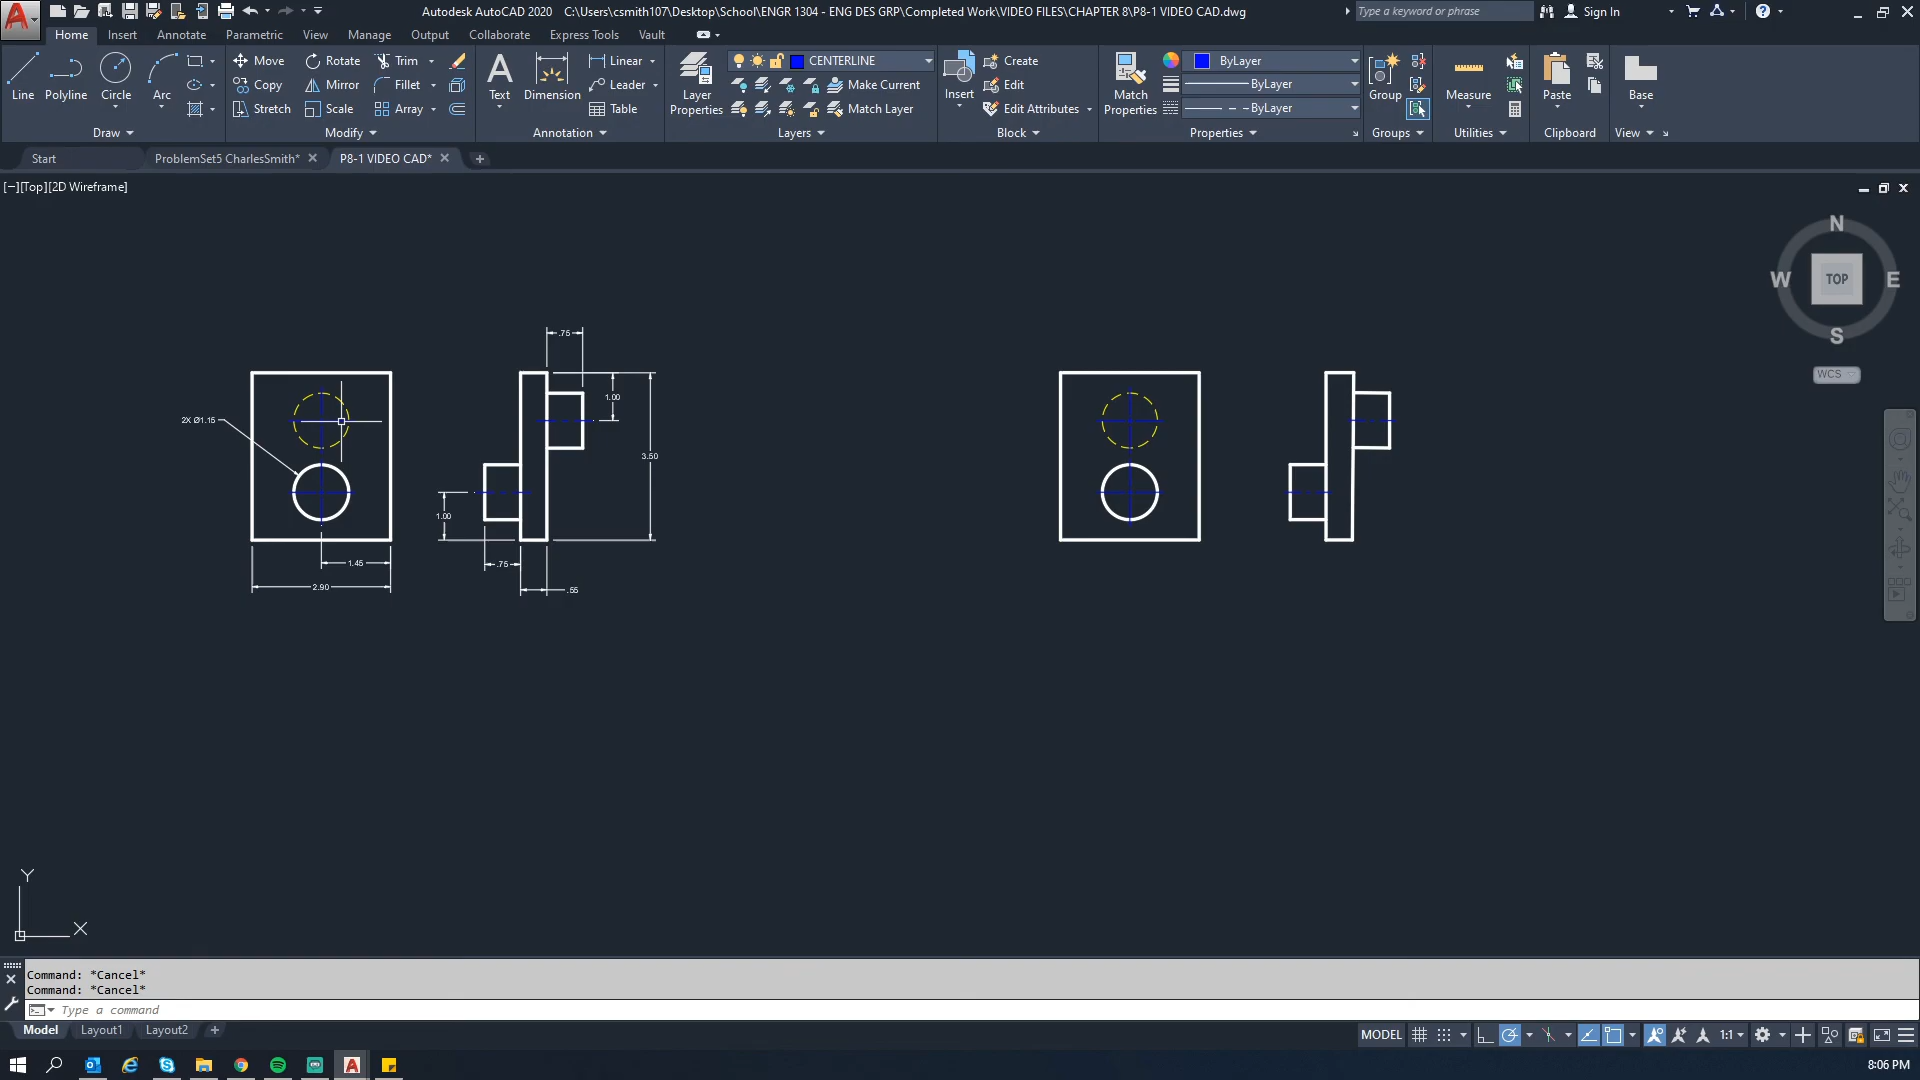 Autodesk AutoCAD 2020 C:\Users\csmith107\Desktop\School\ENGR 1304 - ENG DES GRP\Completed Work\VIDEO FILES\CHAPTER 8\P8-1 VIDEO CAD.dwg
Type a keyword or phrase
Sign In
Home Insert Annotate Parametric View Manage Output Collaborate Express Tools Vault
Line Polyline Circle Arc
Move Rotate Trim
Copy Mirror Fillet
Stretch Scale Array
Text Dimension
Linear
Leader
Table
Layer Properties
CENTERLINE
Make Current
Match Layer
Insert
Create
Edit
Edit Attributes
Match Properties
ByLayer
ByLayer
ByLayer
Group
Measure
Paste
Base
Draw Modify Annotation Layers Block Properties Groups Utilities Clipboard View
Start ProblemSet5 CharlesSmith* P8-1 VIDEO CAD*
[−][Top][2D Wireframe]
N
W TOP E
S
WCS
.75
1.00
2X Ø1.15
3.50
1.00
1.45
.75
2.90
.55
Y
X
Command: *Cancel*
Command: *Cancel*
Type a command
Model Layout1 Layout2
MODEL
1:1
8:06 PM